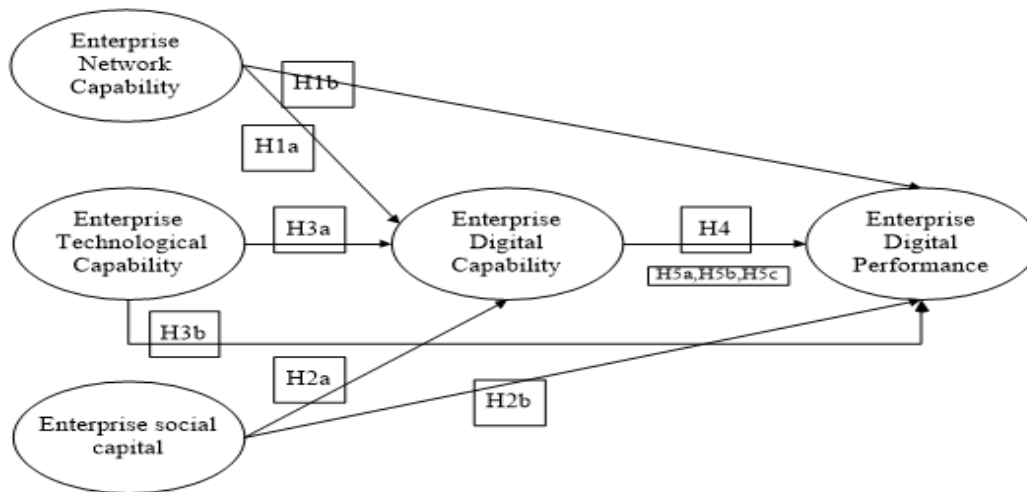 Enterprise
Network
Capability
H1b
H1a
Enterprise
Technological
Capability
H3a
Enterprise
Digital
Capability
H4
H5a,H5b,H5c
Enterprise
Digital
Performance
H3b
H2a
H2b
Enterprise social
capital